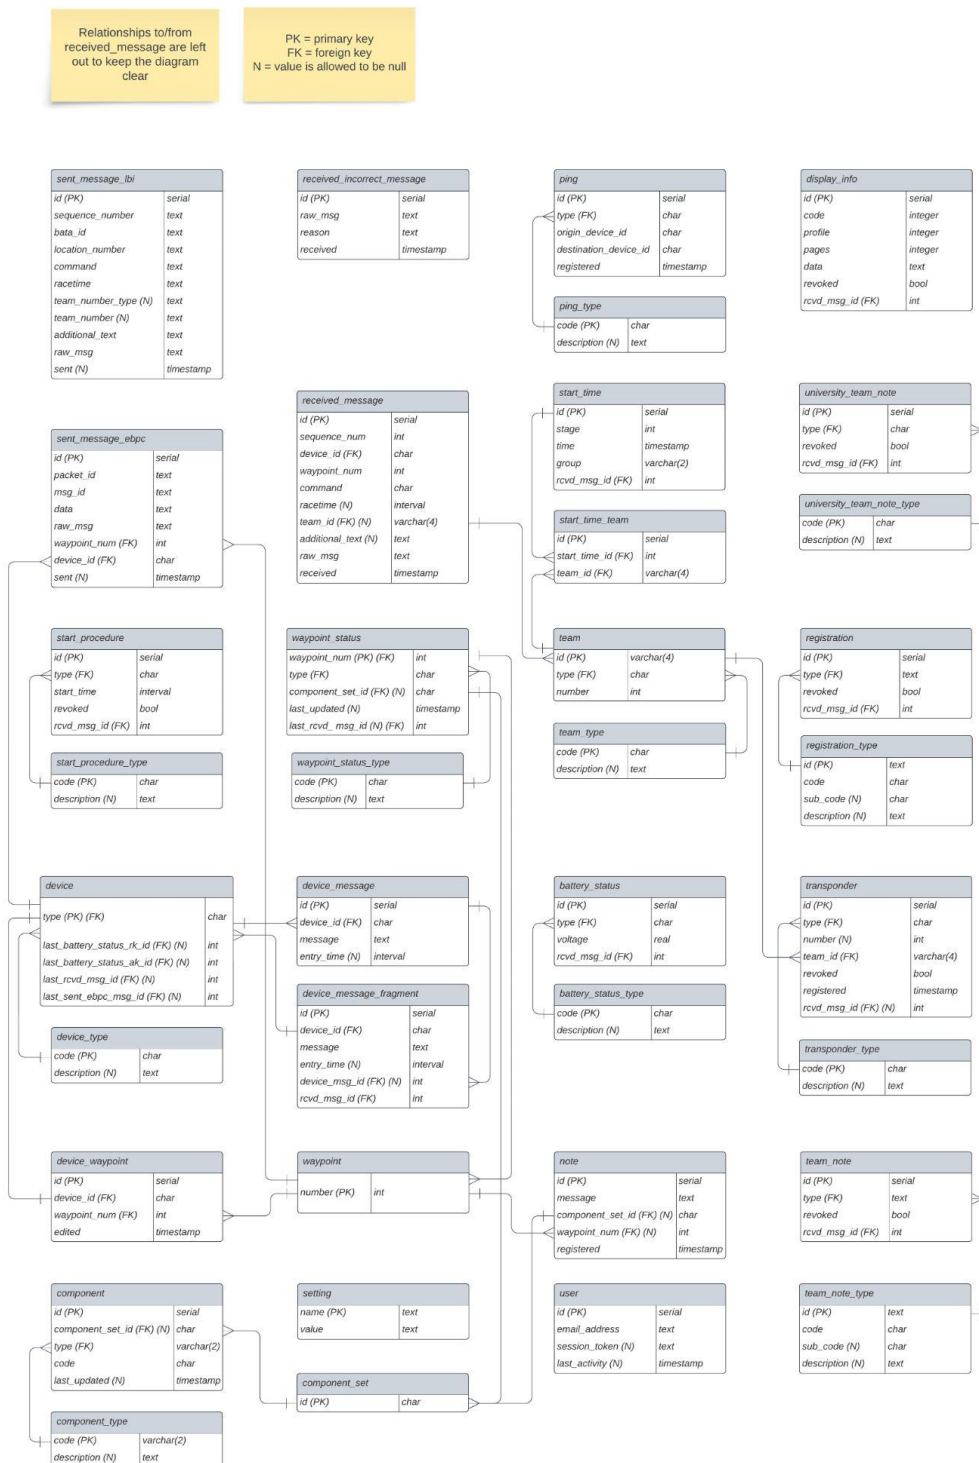 Relationships to/from
received_message are left
out to keep the diagram
clear
PK = primary key
FK = foreign key
N = value is allowed to be null
sent_message_lbi
id (PK) serial
sequence_number text
bata_id text
location_number text
command text
racetime text
team_number_type (N) text
team_number (N) text
additional_text text
raw_msg text
sent (N) timestamp
received_incorrect_message
id (PK) serial
raw_msg text
reason text
received timestamp
ping
id (PK) serial
type (FK) char
origin_device_id char
destination_device_id char
registered timestamp
ping_type
code (PK) char
description (N) text
display_info
id (PK) serial
code integer
profile integer
pages integer
data text
revoked bool
rcvd_msg_id (FK) int
sent_message_ebpc
id (PK) serial
packet_id text
msg_id text
data text
raw_msg text
waypoint_num (FK) int
device_id (FK) char
sent (N) timestamp
received_message
id (PK) serial
sequence_num int
device_id (FK) char
waypoint_num int
command char
racetime (N) interval
team_id (FK) (N) varchar(4)
additional_text (N) text
raw_msg text
received timestamp
start_time
id (PK) serial
stage int
time timestamp
group varchar(2)
rcvd_msg_id (FK) int
start_time_team
id (PK) serial
start_time_id (FK) int
team_id (FK) varchar(4)
university_team_note
id (PK) serial
type (FK) char
revoked bool
rcvd_msg_id (FK) int
university_team_note_type
code (PK) char
description (N) text
start_procedure
id (PK) serial
type (FK) char
start_time interval
revoked bool
rcvd_msg_id (FK) int
start_procedure_type
code (PK) char
description (N) text
waypoint_status
waypoint_num (PK) (FK) int
type (FK) char
component_set_id (FK) (N) char
last_updated (N) timestamp
last_rcvd_ msg_id (N) (FK) int
waypoint_status_type
code (PK) char
description (N) text
team
id (PK) varchar(4)
type (FK) char
number int
team_type
code (PK) char
description (N) text
registration
id (PK) serial
type (FK) text
revoked bool
rcvd_msg_id (FK) int
registration_type
id (PK) text
code char
sub_code (N) char
description (N) text
device
type (PK) (FK) char
last_battery_status_rk_id (FK) (N) int
last_battery_status_ak_id (FK) (N) int
last_rcvd_msg_id (FK) (N) int
last_sent_ebpc_msg_id (FK) (N) int
device_type
code (PK) char
description (N) text
device_message
id (PK) serial
device_id (FK) char
message text
entry_time (N) interval
device_message_fragment
id (PK) serial
device_id (FK) char
message text
entry_time (N) interval
device_msg_id (FK) (N) int
rcvd_msg_id (FK) int
battery_status
id (PK) serial
type (FK) char
voltage real
rcvd_msg_id (FK) int
battery_status_type
code (PK) char
description (N) text
transponder
id (PK) serial
type (FK) char
number (N) int
team_id (FK) varchar(4)
revoked bool
registered timestamp
rcvd_msg_id (FK) (N) int
transponder_type
code (PK) char
description (N) text
device_waypoint
id (PK) serial
device_id (FK) char
waypoint_num (FK) int
edited timestamp
waypoint
number (PK) int
note
id (PK) serial
message text
component_set_id (FK) (N) char
waypoint_num (FK) (N) int
registered timestamp
team_note
id (PK) serial
type (FK) text
revoked bool
rcvd_msg_id (FK) int
component
id (PK) serial
component_set_id (FK) (N) char
type (FK) varchar(2)
code char
last_updated (N) timestamp
component_type
code (PK) varchar(2)
description (N) text
setting
name (PK) text
value text
component_set
id (PK) char
user
id (PK) serial
email_address text
session_token (N) text
last_activity (N) timestamp
team_note_type
id (PK) text
code char
sub_code (N) char
description (N) text